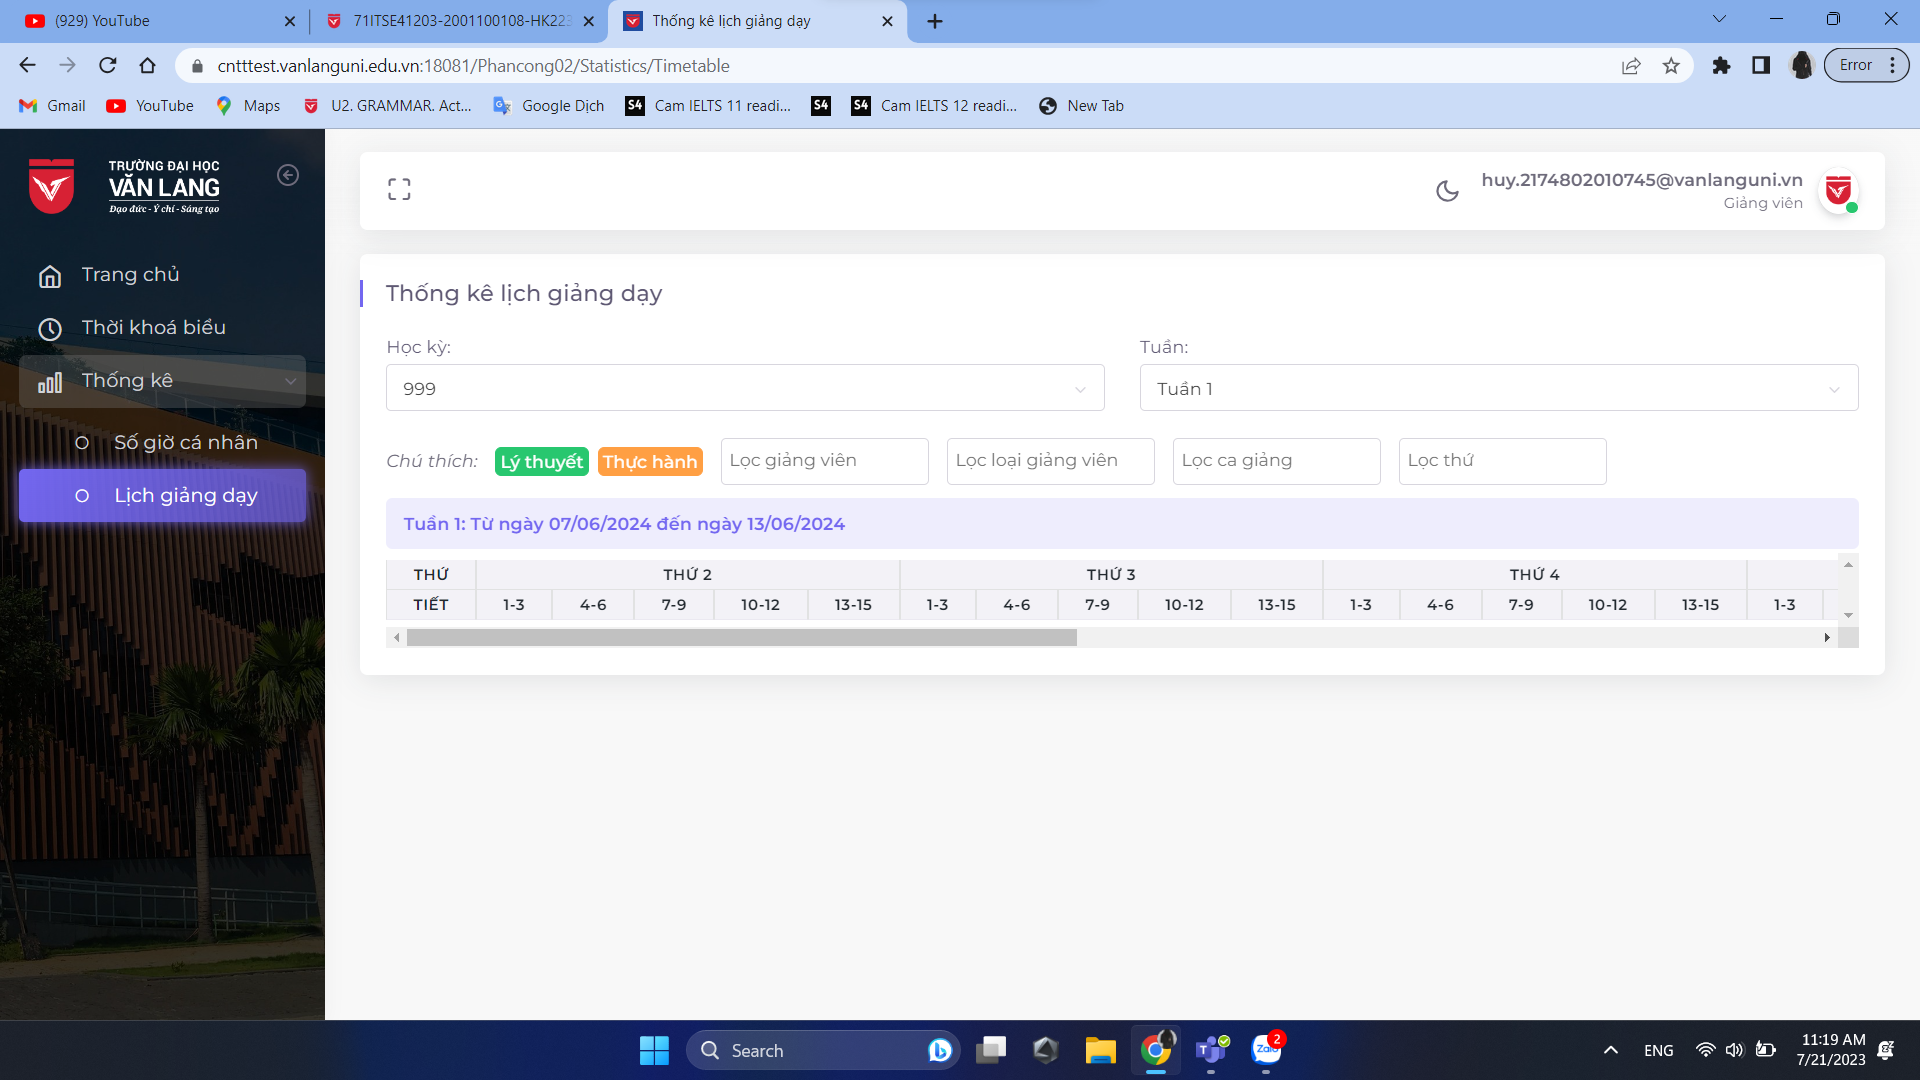 (929) YouTube
71ITSE41203-2001100108-HK223
Thống kê lịch giảng dạy
cntttest.vanlanguni.edu.vn:18081/Phancong02/Statistics/Timetable
Error
Gmail
YouTube
Maps
U2. GRAMMAR. Act...
Google Dịch
S4
Cam IELTS 11 readi...
S4
S4
Cam IELTS 12 readi...
New Tab
TRƯỜNG ĐẠI HỌC
VĂN LANG
Đạo đức - Ý chí - Sáng tạo
huy.2174802010745@vanlanguni.vn
Giảng viên
Trang chủ
Thời khoá biểu
Thống kê
Số giờ cá nhân
Lịch giảng dạy
Thống kê lịch giảng dạy
Học kỳ:
Tuần:
999
Tuần 1
Chú thích:
Lý thuyết
Thực hành
Lọc giảng viên
Lọc loại giảng viên
Lọc ca giảng
Lọc thứ
Tuần 1: Từ ngày 07/06/2024 đến ngày 13/06/2024
THỨ THỨ 2 THỨ 3 THỨ 4
TIẾT 1-3 4-6 7-9 10-12 13-15 1-3 4-6 7-9 10-12 13-15 1-3 4-6 7-9 10-12 13-15 1-3
Search
Zalo
2
ENG
11:19 AM
7/21/2023